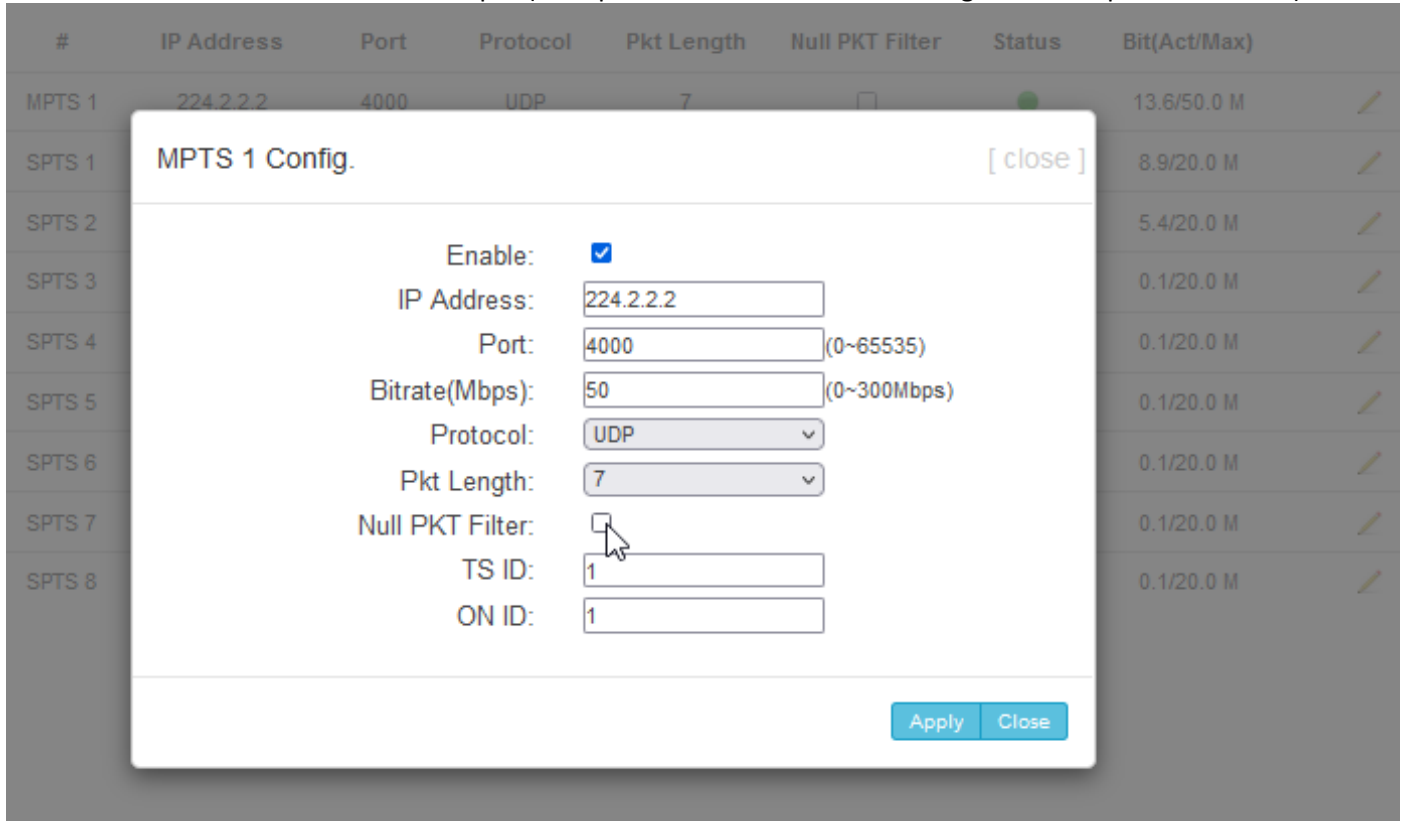 # IP Address Port Protocol Pkt Length Null PKT Filter Status Bit(Act/Max)
MPTS 1 224.2.2.2 4000 UDP 7 13.6/50.0 M
SPTS 1 8.9/20.0 M
SPTS 2 5.4/20.0 M
SPTS 3 0.1/20.0 M
SPTS 4 0.1/20.0 M
SPTS 5 0.1/20.0 M
SPTS 6 0.1/20.0 M
SPTS 7 0.1/20.0 M
SPTS 8 0.1/20.0 M
MPTS 1 Config. [ close ]
Enable:
IP Address: 224.2.2.2
Port: 4000 (0~65535)
Bitrate(Mbps): 50 (0~300Mbps)
Protocol: UDP
Pkt Length: 7
Null PKT Filter:
TS ID: 1
ON ID: 1
Apply Close